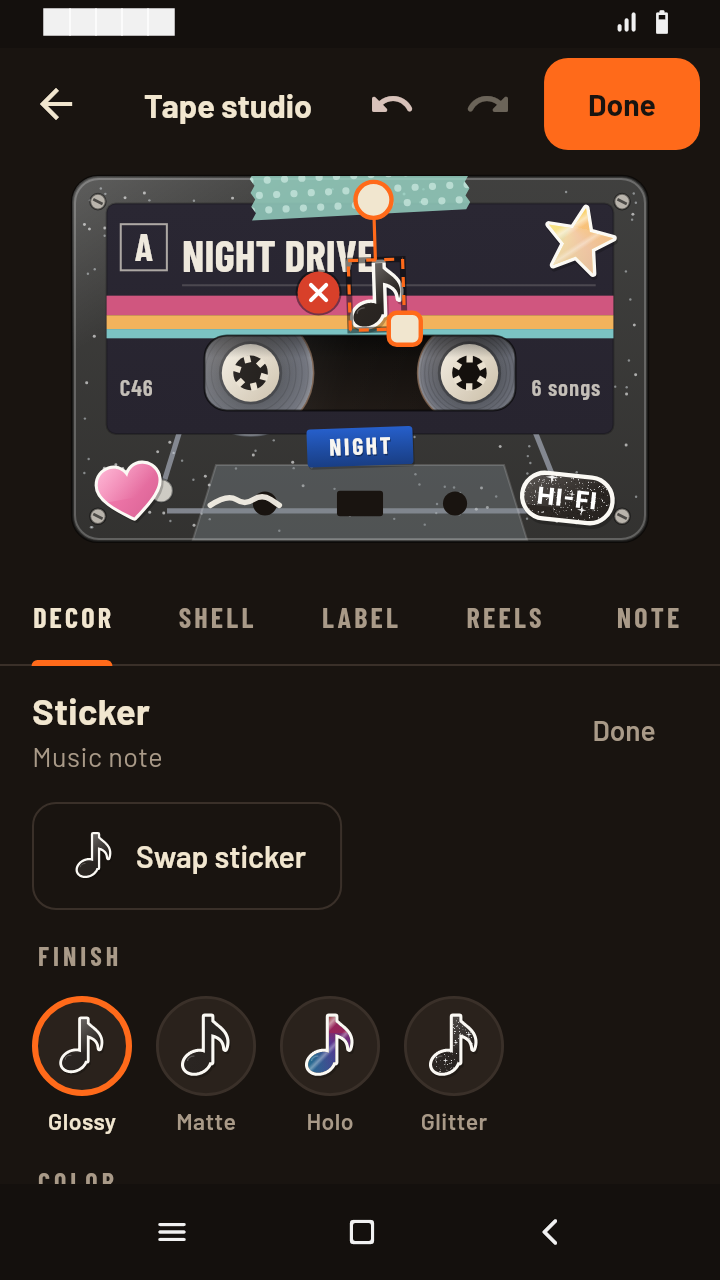 Tape studio
Done
A
NIGHT DRIVE
C46
6 songs
NIGHT
HI-FI
DECOR
SHELL
LABEL
REELS
NOTE
Sticker
Done
Music note
Swap sticker
FINISH
Glossy
Matte
Holo
Glitter
COLOR